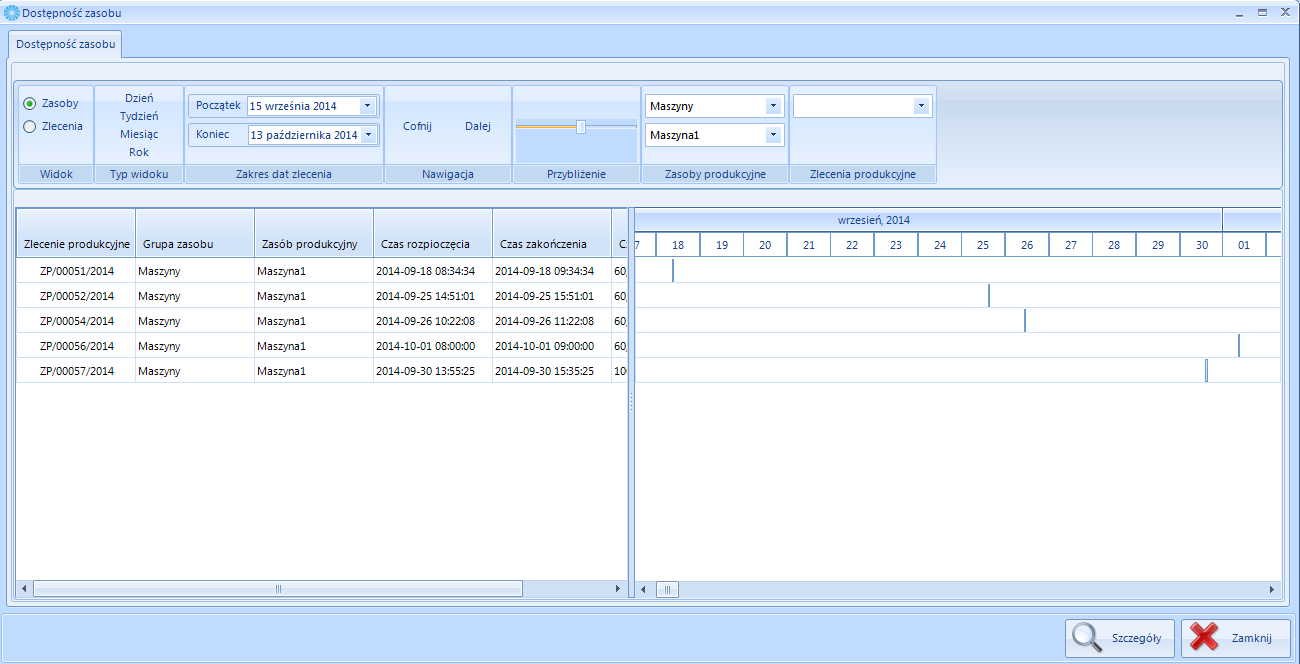 Dostępność zasobu
Dostępność zasobu
Zasoby
Zlecenia
Widok
Dzień
Tydzień
Miesiąc
Rok
Typ widoku
Początek 15 września 2014
Koniec 13 października 2014
Zakres dat zlecenia
Cofnij Dalej
Nawigacja
Przybliżenie
Maszyny
Maszyna1
Zasoby produkcyjne
Zlecenia produkcyjne
wrzesień, 2014
Zlecenie produkcyjne Grupa zasobu Zasób produkcyjny Czas rozpioczęcia Czas zakończenia
7 18 19 20 21 22 23 24 25 26 27 28 29 30 01
ZP/00051/2014 Maszyny Maszyna1 2014-09-18 08:34:34 2014-09-18 09:34:34 60,
ZP/00052/2014 Maszyny Maszyna1 2014-09-25 14:51:01 2014-09-25 15:51:01 60,
ZP/00054/2014 Maszyny Maszyna1 2014-09-26 10:22:08 2014-09-26 11:22:08 60,
ZP/00056/2014 Maszyny Maszyna1 2014-10-01 08:00:00 2014-10-01 09:00:00 60,
ZP/00057/2014 Maszyny Maszyna1 2014-09-30 13:55:25 2014-09-30 15:35:25 10
Szczegóły
Zamknij